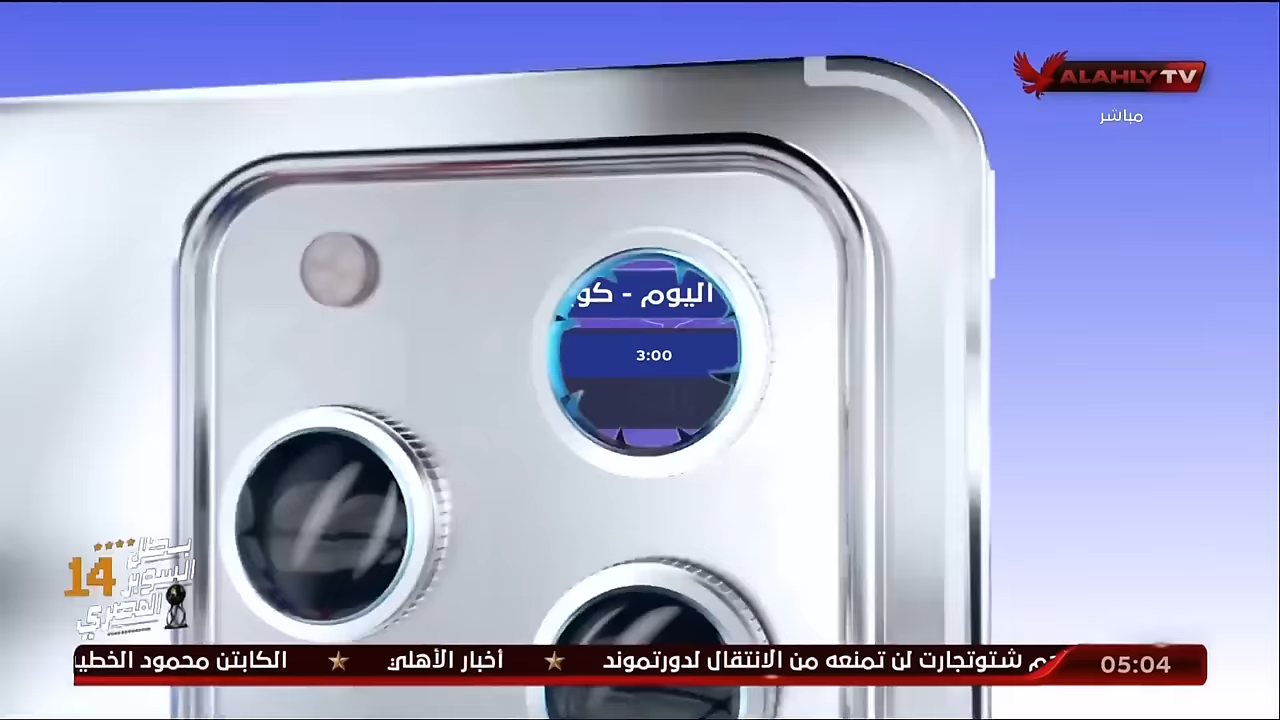 ALAHLY TV
مباشر
اليوم - كو
3:00
بطل
السوبر
14
المصري
شتوتجارت لن تمنعه من الانتقال لدورتموند
أخبار الأهلي
الكابتن محمود الخطيب
05:04